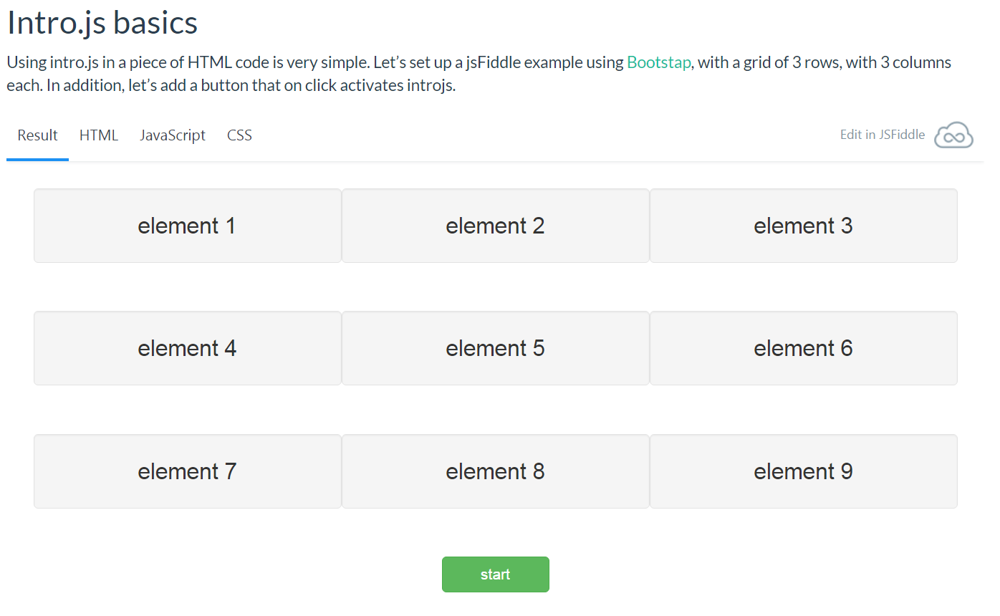 Intro.js basics
Using intro.js in a piece of HTML code is very simple. Let’s set up a jsFiddle example using Bootstap, with a grid of 3 rows, with 3 columns
each. In addition, let’s add a button that on click activates introjs.
Result HTML JavaScript CSS Edit in JSFiddle
element 1 element 2 element 3
element 4 element 5 element 6
element 7 element 8 element 9
start